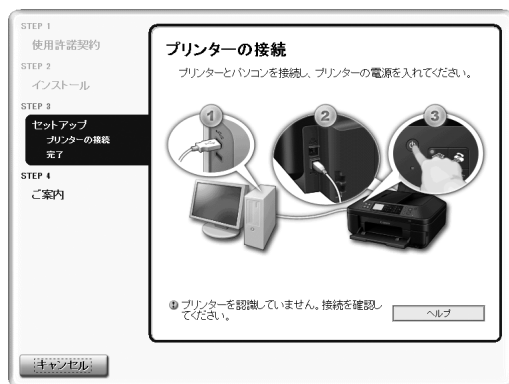 STEP 1
使用許諾契約
STEP 2
インストール
STEP 3
セットアップ
プリンターの接続
完了
STEP 4
ご案内
プリンターの接続
プリンターとパソコンを接続し、プリンターの電源を入れてください。
1
2
3
プリンターを認識していません。接続を確認し
てください。
ヘルプ
キャンセル